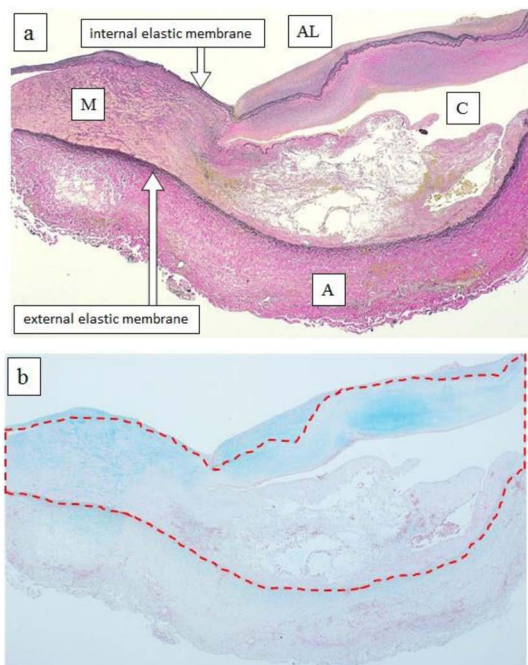 a
internal elastic membrane
AL
M
C
A
external elastic membrane
b